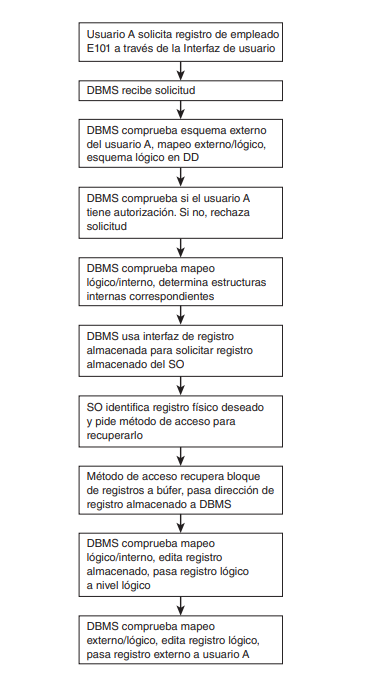 Usuario A solicita registro de empleado
E101 a través de la Interfaz de usuario
DBMS recibe solicitud
DBMS comprueba esquema externo
del usuario A, mapeo externo/lógico,
esquema lógico en DD
DBMS comprueba si el usuario A
tiene autorización. Si no, rechaza
solicitud
DBMS comprueba mapeo
lógico/interno, determina estructuras
internas correspondientes
DBMS usa interfaz de registro
almacenada para solicitar registro
almacenado del SO
SO identifica registro físico deseado
y pide método de acceso para
recuperarlo
Método de acceso recupera bloque
de registros a búfer, pasa dirección de
registro almacenado a DBMS
DBMS comprueba mapeo
lógico/interno, edita registro
almacenado, pasa registro lógico
a nivel lógico
DBMS comprueba mapeo
externo/lógico, edita registro lógico,
pasa registro externo a usuario A